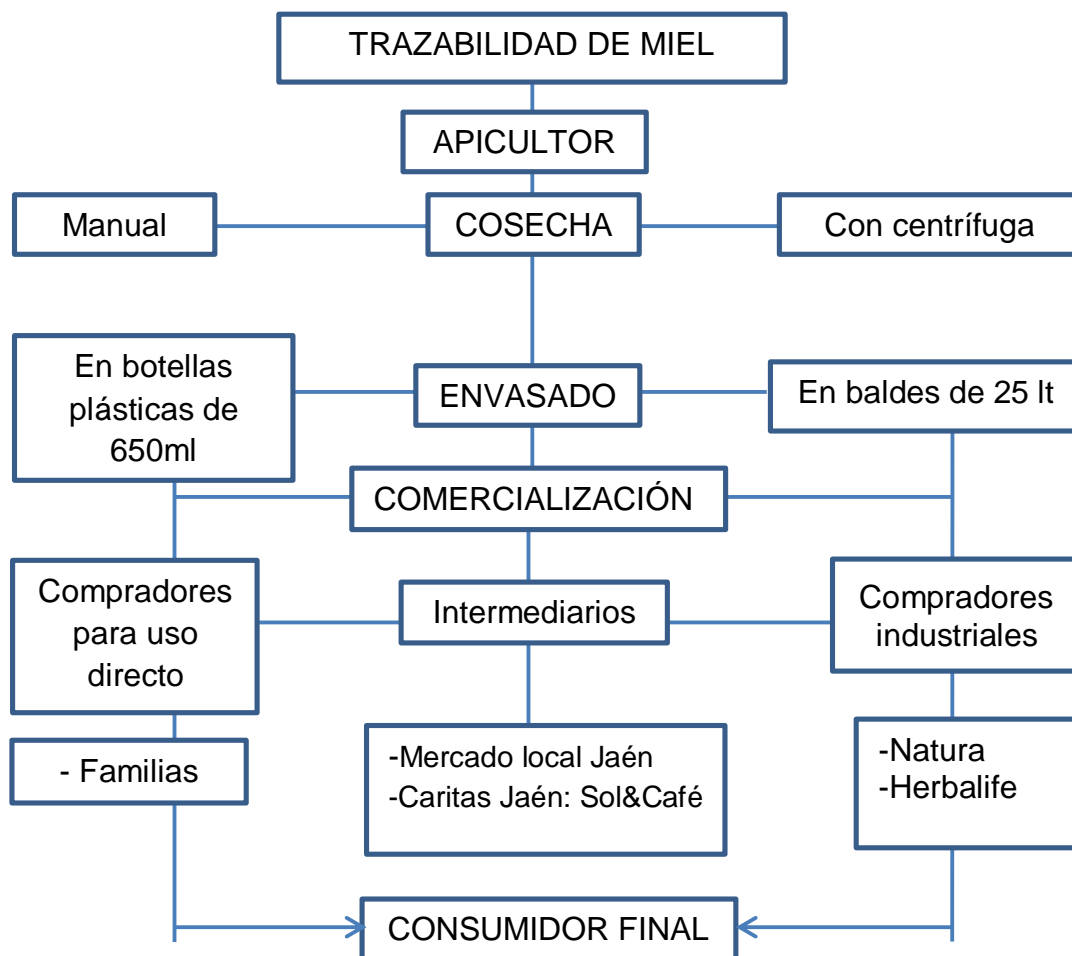 TRAZABILIDAD DE MIEL
APICULTOR
Manual
COSECHA
Con centrífuga
En botellas
plásticas de
650ml
ENVASADO
En baldes de 25 lt
COMERCIALIZACIÓN
Compradores
para uso
directo
Intermediarios
Compradores
industriales
- Familias
-Mercado local Jaén
-Caritas Jaén: Sol&Café
-Natura
-Herbalife
CONSUMIDOR FINAL